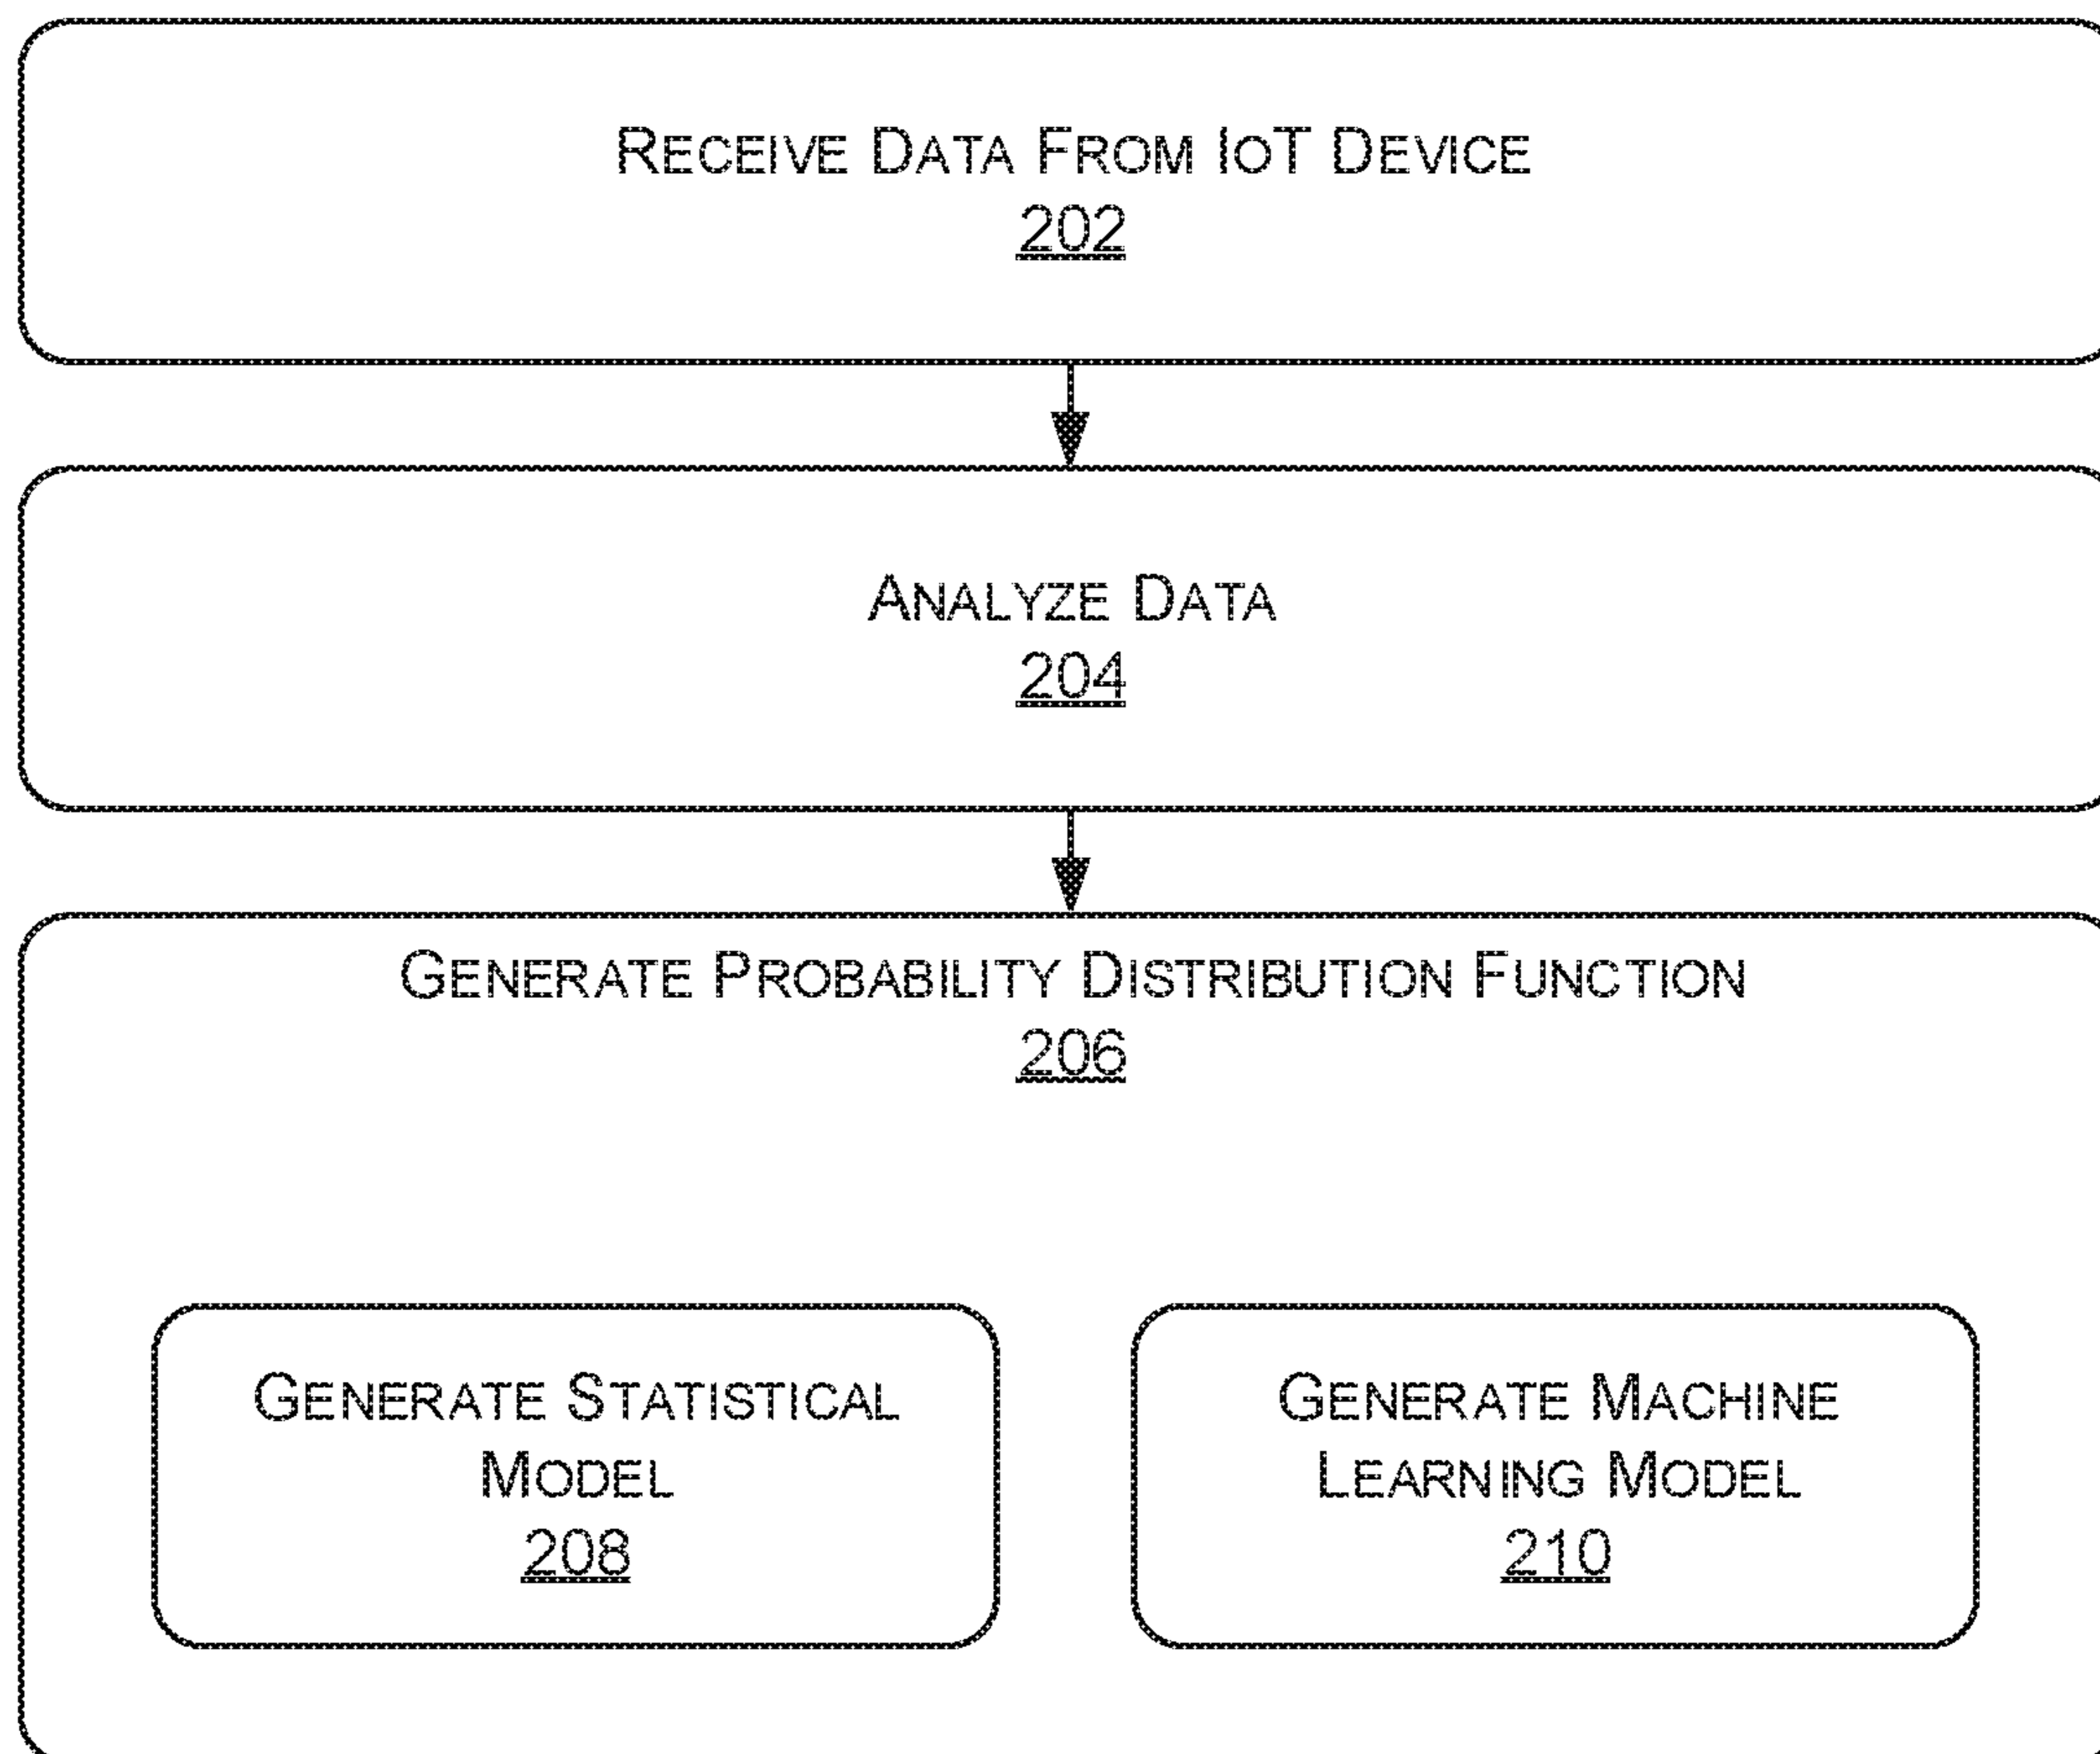 RECEIVE DATA FROM IOT DEVICE
202
ANALYZE DATA
204
GENERATE PROBABILITY DISTRIBUTION FUNCTION
206
GENERATE STATISTICAL
MODEL
208
GENERATE MACHINE
LEARNING MODEL
210